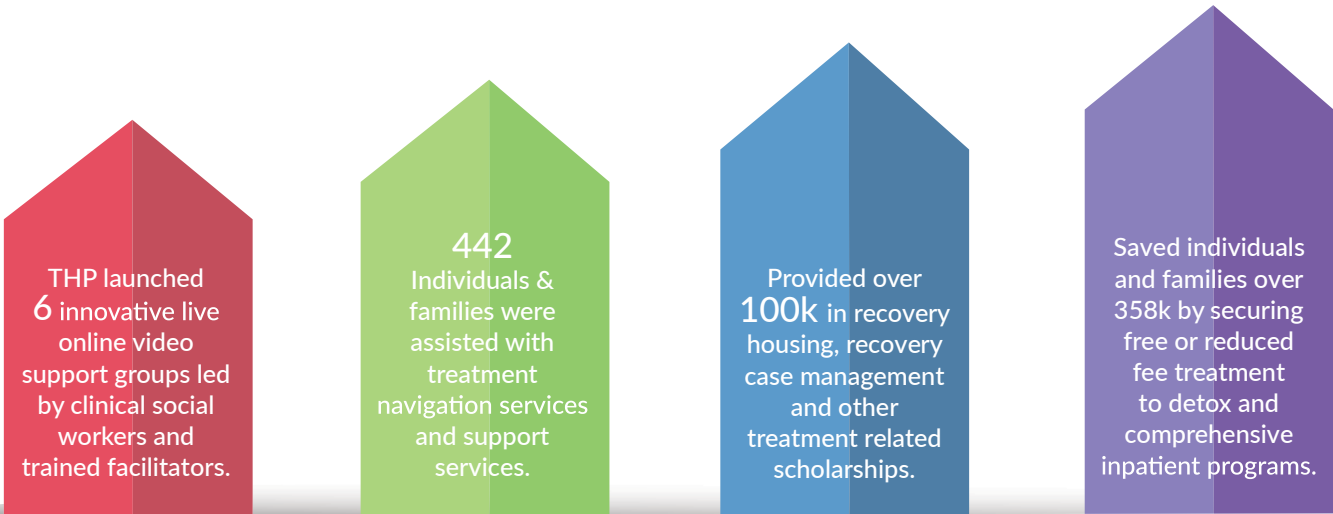 THP launched
6 innovative live
online video
support groups led
by clinical social
workers and
trained facilitators.
442
Individuals &
families were
assisted with
treatment
navigation services
and support
services.
Provided over
100k in recovery
housing, recovery
case management
and other
treatment related
scholarships.
Saved individuals
and families over
358k by securing
free or reduced
fee treatment
to detox and
comprehensive
inpatient programs.